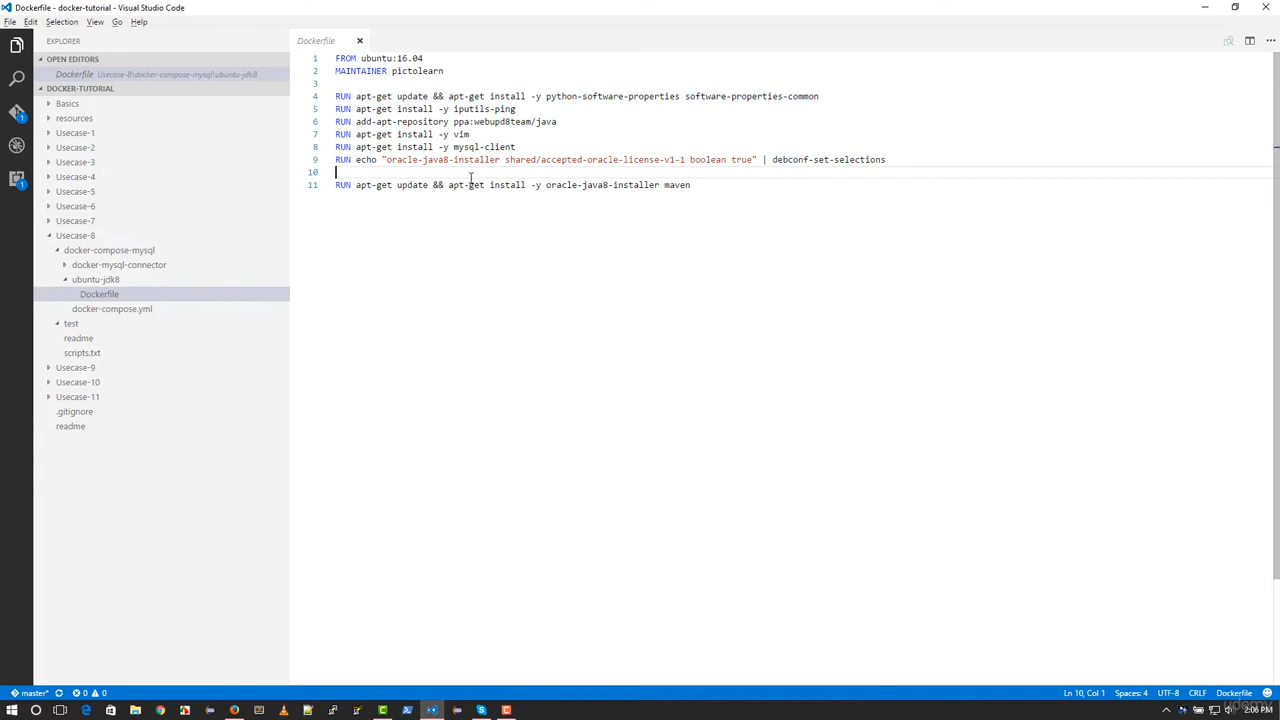 Dockerfile - docker-tutorial - Visual Studio Code
File Edit Selection View Go Help
EXPLORER
OPEN EDITORS
Dockerfile Usecase-8\docker-compose-mysql\ubuntu-jdk8
DOCKER-TUTORIAL
Basics
resources
Usecase-1
Usecase-2
Usecase-3
Usecase-4
Usecase-5
Usecase-6
Usecase-7
Usecase-8
docker-compose-mysql
docker-mysql-connector
ubuntu-jdk8
Dockerfile
docker-compose.yml
test
readme
scripts.txt
Usecase-9
Usecase-10
Usecase-11
.gitignore
readme
1
1
Dockerfile
1 FROM ubuntu:16.04
2 MAINTAINER pictolearn
3
4 RUN apt-get update && apt-get install -y python-software-properties software-properties-common
5 RUN apt-get install -y iputils-ping
6 RUN add-apt-repository ppa:webupd8team/java
7 RUN apt-get install -y vim
8 RUN apt-get install -y mysql-client
9 RUN echo "oracle-java8-installer shared/accepted-oracle-license-v1-1 boolean true" | debconf-set-selections
10
11 RUN apt-get update && apt-get install -y oracle-java8-installer maven
master* 0 0 Ln 10, Col 1 Spaces: 4 UTF-8 CRLF Dockerfile
udemy
2:06 PM